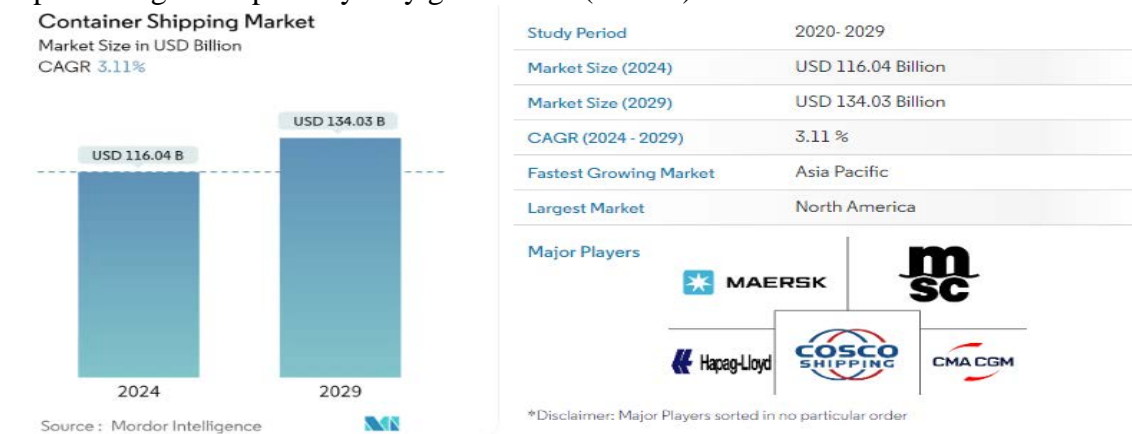 Container Shipping Market
Market Size in USD Billion
CAGR 3.11%
USD 116.04 B
USD 134.03 B
2024
2029
Source : Mordor Intelligence
Study Period 2020- 2029
Market Size (2024) USD 116.04 Billion
Market Size (2029) USD 134.03 Billion
CAGR (2024 - 2029) 3.11 %
Fastest Growing Market Asia Pacific
Largest Market North America
Major Players
MAERSK
msc
Hapag-Lloyd
COSCO
SHIPPING
CMA CGM
*Disclaimer: Major Players sorted in no particular order